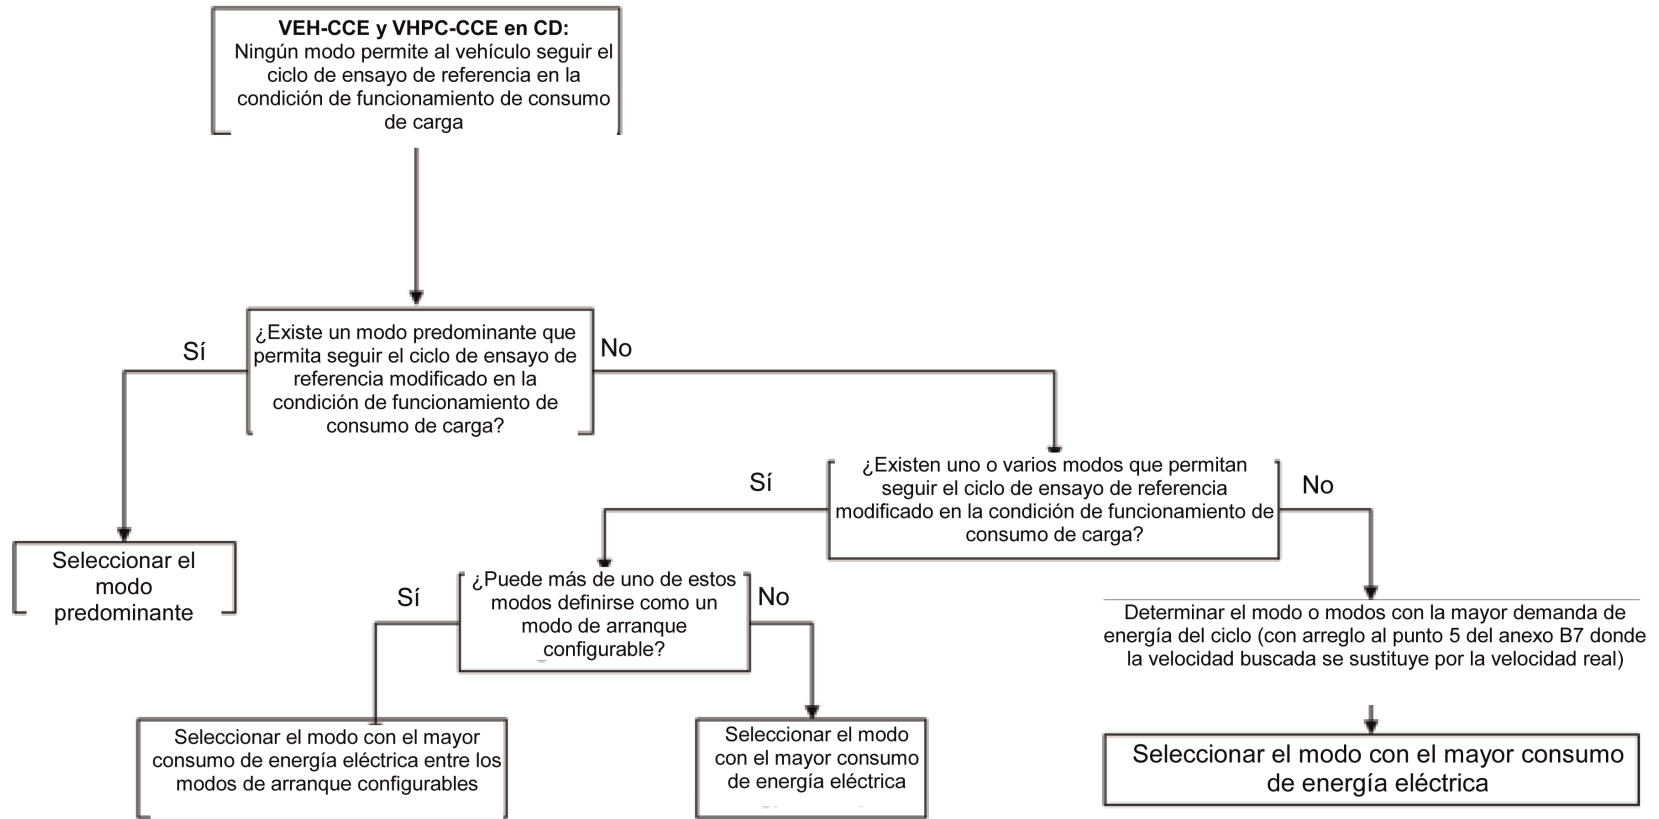 VEH-CCE y VHPC-CCE en CD:
Ningún modo permite al vehículo seguir el
ciclo de ensayo de referencia en la
condición de funcionamiento de consumo
de carga
Sí
¿Existe un modo predominante que
permita seguir el ciclo de ensayo de
referencia modificado en la
condición de funcionamiento de
consumo de carga?
No
Seleccionar el
modo
predominante
Sí
¿Existen uno o varios modos que permitan
seguir el ciclo de ensayo de referencia
modificado en la condición de funcionamiento de
consumo de carga?
No
Sí
¿Puede más de uno de estos
modos definirse como un
modo de arranque
configurable?
No
Determinar el modo o modos con la mayor demanda de
energía del ciclo (con arreglo al punto 5 del anexo B7 donde
la velocidad buscada se sustituye por la velocidad real)
Seleccionar el modo con el mayor
consumo de energía eléctrica entre los
modos de arranque configurables
Seleccionar el modo
con el mayor consumo
de energía eléctrica
Seleccionar el modo con el mayor consumo
de energía eléctrica